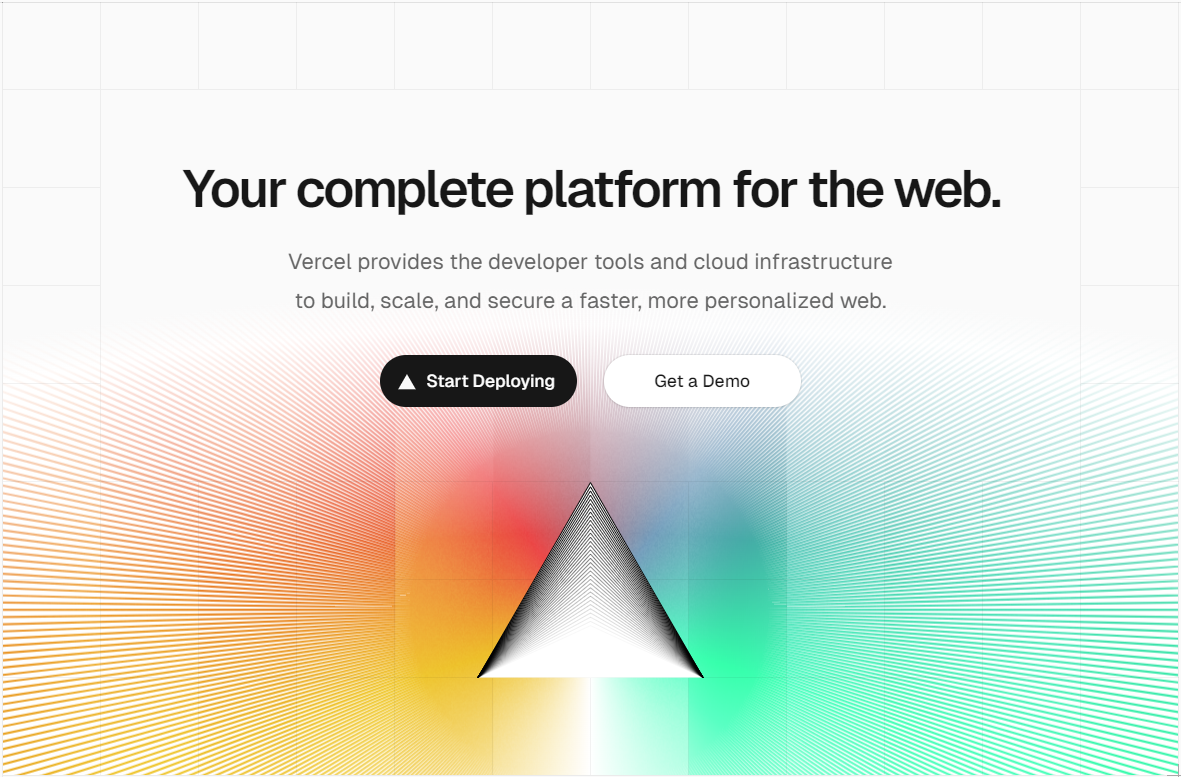 Your complete platform for the web.
Vercel provides the developer tools and cloud infrastructure
to build, scale, and secure a faster, more personalized web.
Start Deploying
Get a Demo